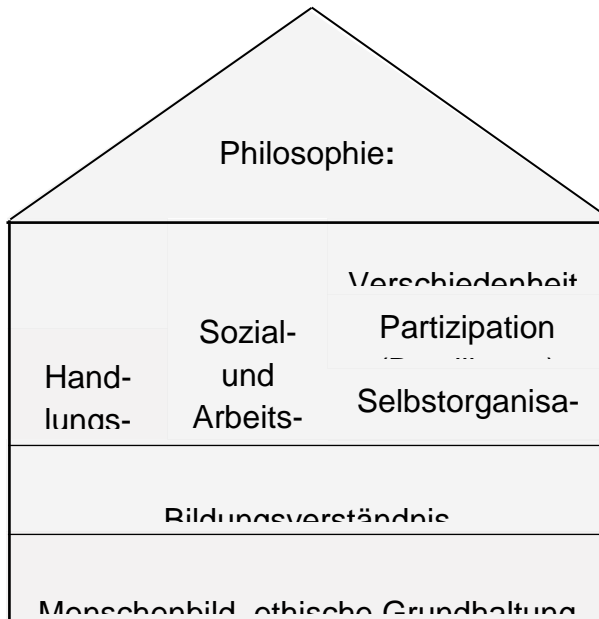 Philosophie:
Verschiedenheit
Partizipation
Sozial-
und
Arbeits-
Hand-
lungs-
Selbstorganisa-
Bildungsverständnis
Menschenbild, ethische Grundhaltung